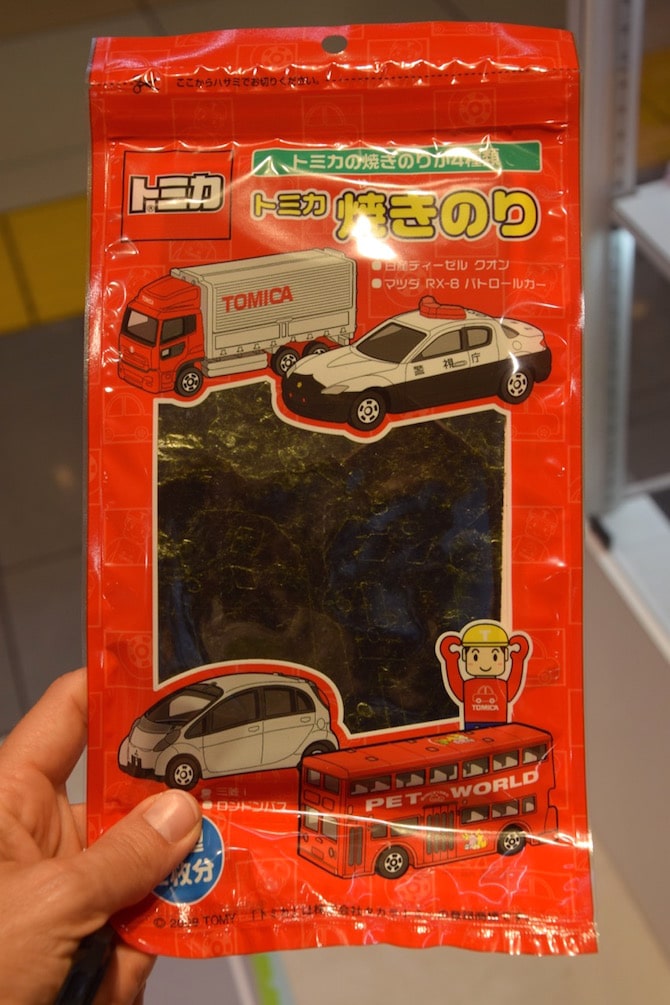 ここからハサミでお切りください。
トミカの焼きのりが4種類
トミカ
トミカ 焼きのり
●日産ディーゼル クオン
●マツダ RX-8 パトロールカー
TOMICA
警視庁
T
TOMICA
●三菱 i
●ロンドンバス
PET WORLD
枚分
© 2009 TOMY